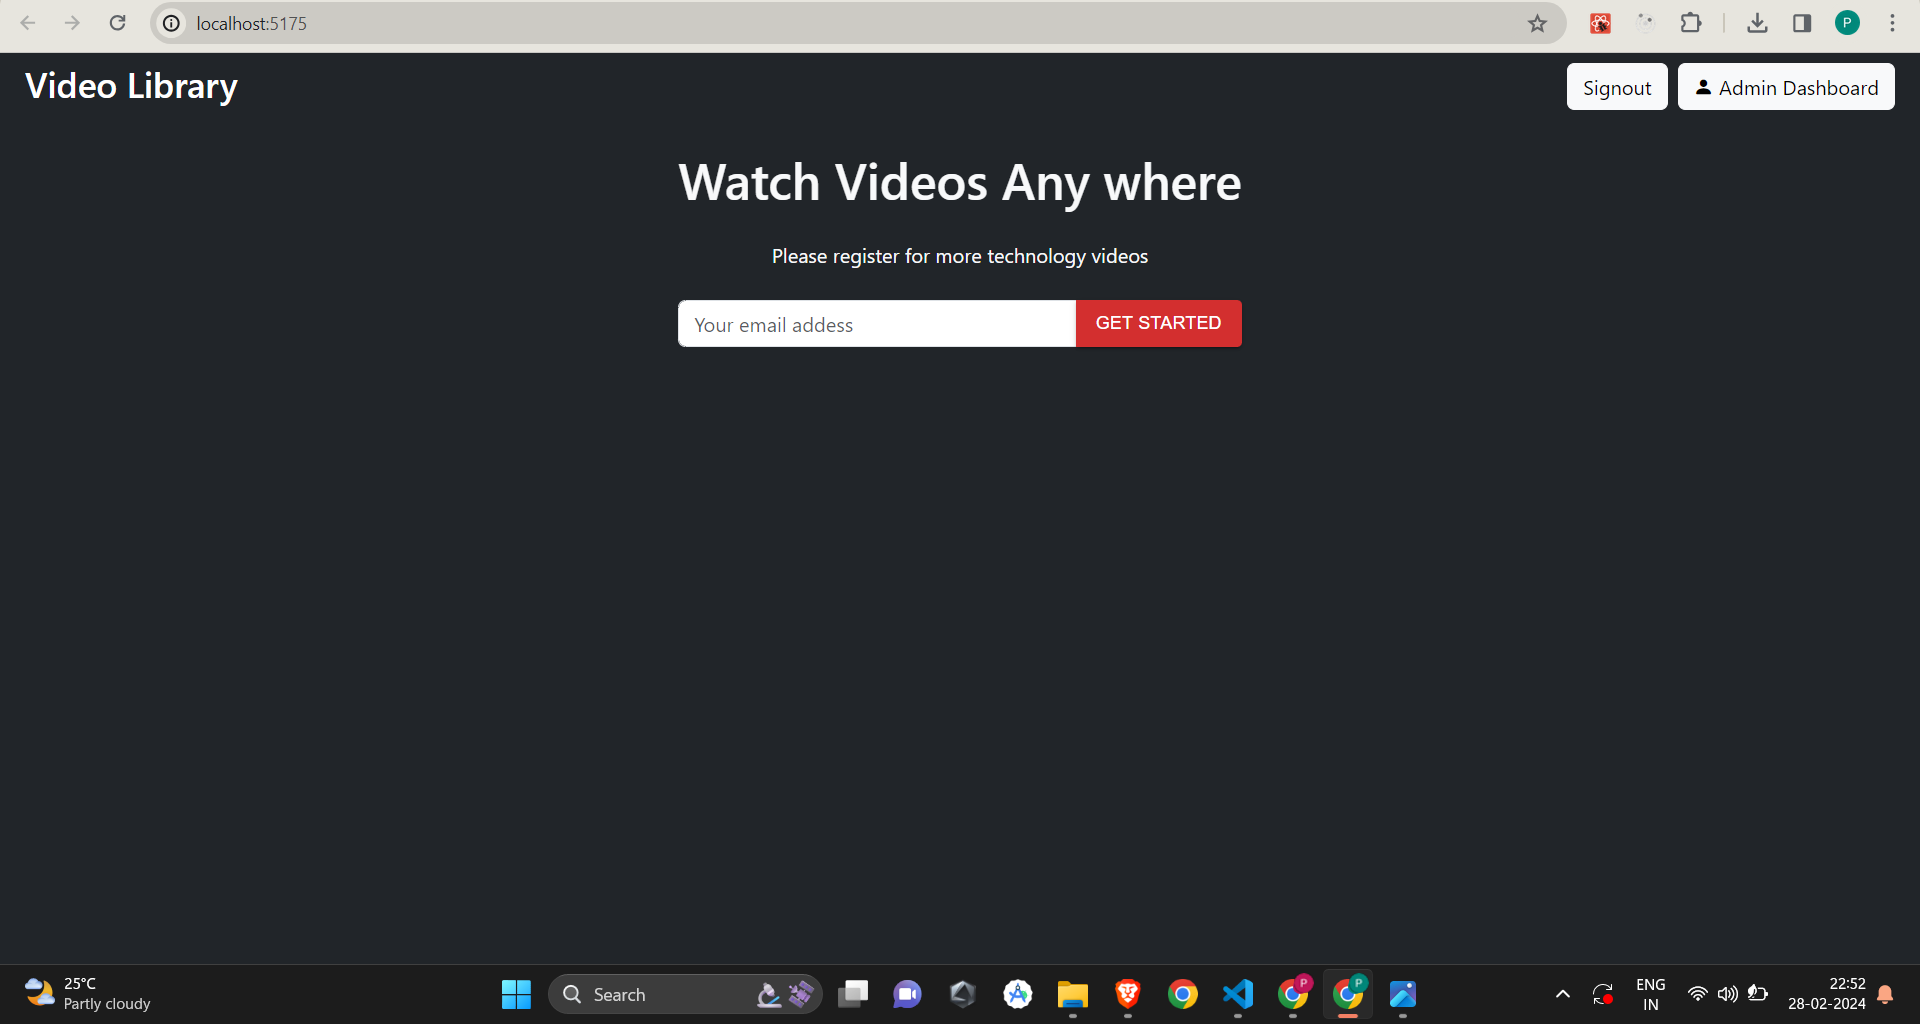 localhost:5175
P
Video Library
Signout
Admin Dashboard
Watch Videos Any where
Please register for more technology videos
Your email addess
GET STARTED
25°C
Partly cloudy
Search
P
P
ENG
IN
22:52
28-02-2024